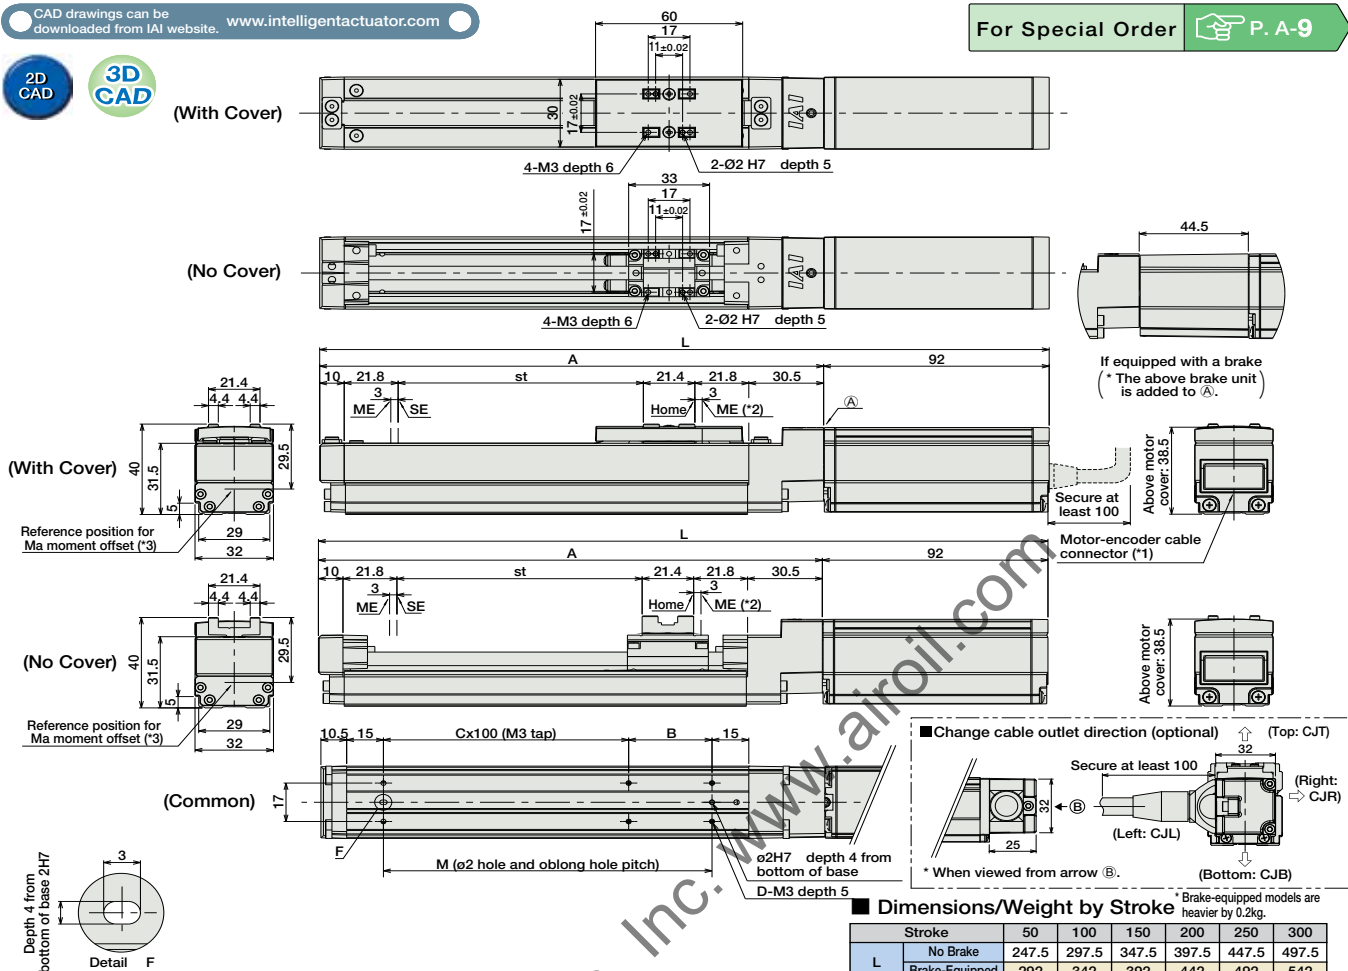 CAD drawings can be
downloaded from IAI website.
www.intelligentactuator.com
For Special Order
P. A-9
2D
CAD
3D
CAD
(With Cover)
60
17
11±0.02
30
17±0.02
IAI
4-M3 depth 6
2-Ø2 H7 depth 5
(No Cover)
33
17
11±0.02
17 ±0.02
IAI
4-M3 depth 6
2-Ø2 H7 depth 5
44.5
If equipped with a brake
(* The above brake unit
is added to Ⓐ.)
(With Cover)
21.4
4.4 4.4
40
31.5
5
29.5
29
32
Reference position for
Ma moment offset (*3)
L
A
92
10 21.8 st 21.4 21.8 30.5
3
ME SE
Home
3
ME (*2)
Ⓐ
Secure at
least 100
Above motor
cover: 38.5
Motor-encoder cable
connector (*1)
(No Cover)
21.4
4.4 4.4
40
31.5
5
29.5
29
32
Reference position for
Ma moment offset (*3)
L
A
92
10 21.8 st 21.4 21.8 30.5
3
ME SE
Home
3
ME (*2)
Above motor
cover: 38.5
(Common)
10.5 15 Cx100 (M3 tap) B 15
17
F
M (ø2 hole and oblong hole pitch)
ø2H7 depth 4 from
bottom of base
D-M3 depth 5
■Change cable outlet direction (optional)
(Top: CJT)
32
Secure at least 100
(Right:
CJR)
32
Ⓑ
(Left: CJL)
25
* When viewed from arrow Ⓑ.
(Bottom: CJB)
3
Depth 4 from
bottom of base 2H7
Detail F
Inc. www.airoil.com
■ Dimensions/Weight by Stroke
* Brake-equipped models are
heavier by 0.2kg.
Stroke 50 100 150 200 250 300
L No Brake 247.5 297.5 347.5 397.5 447.5 497.5
Brake-Equipped 292 342 392 442 492 542